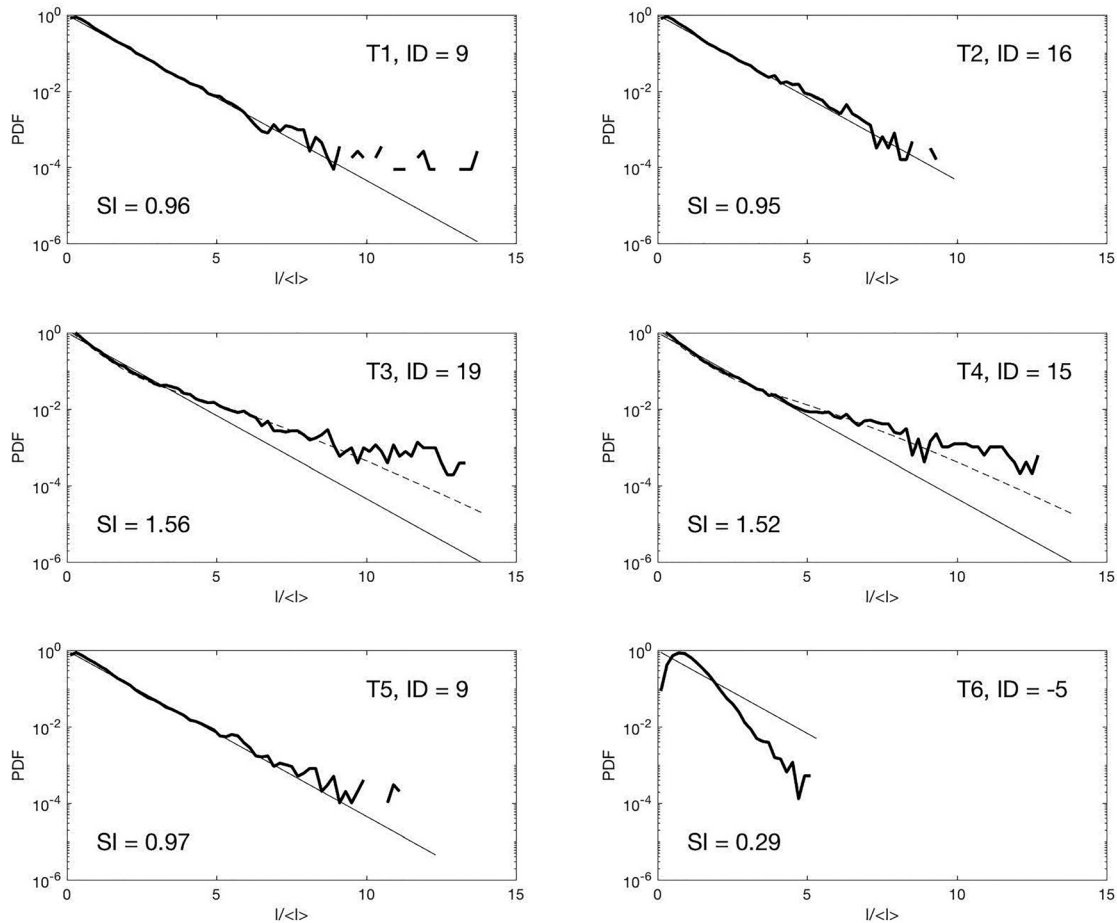 10^0
T1, ID = 9
10^-2
PDF
10^-4
SI = 0.96
10^-6
0 5 10 15
I/<I>
10^0
T2, ID = 16
10^-2
PDF
10^-4
SI = 0.95
10^-6
0 5 10 15
I/<I>
10^0
T3, ID = 19
10^-2
PDF
10^-4
SI = 1.56
10^-6
0 5 10 15
I/<I>
10^0
T4, ID = 15
10^-2
PDF
10^-4
SI = 1.52
10^-6
0 5 10 15
I/<I>
10^0
T5, ID = 9
10^-2
PDF
10^-4
SI = 0.97
10^-6
0 5 10 15
I/<I>
10^0
T6, ID = -5
10^-2
PDF
10^-4
SI = 0.29
10^-6
0 5 10 15
I/<I>